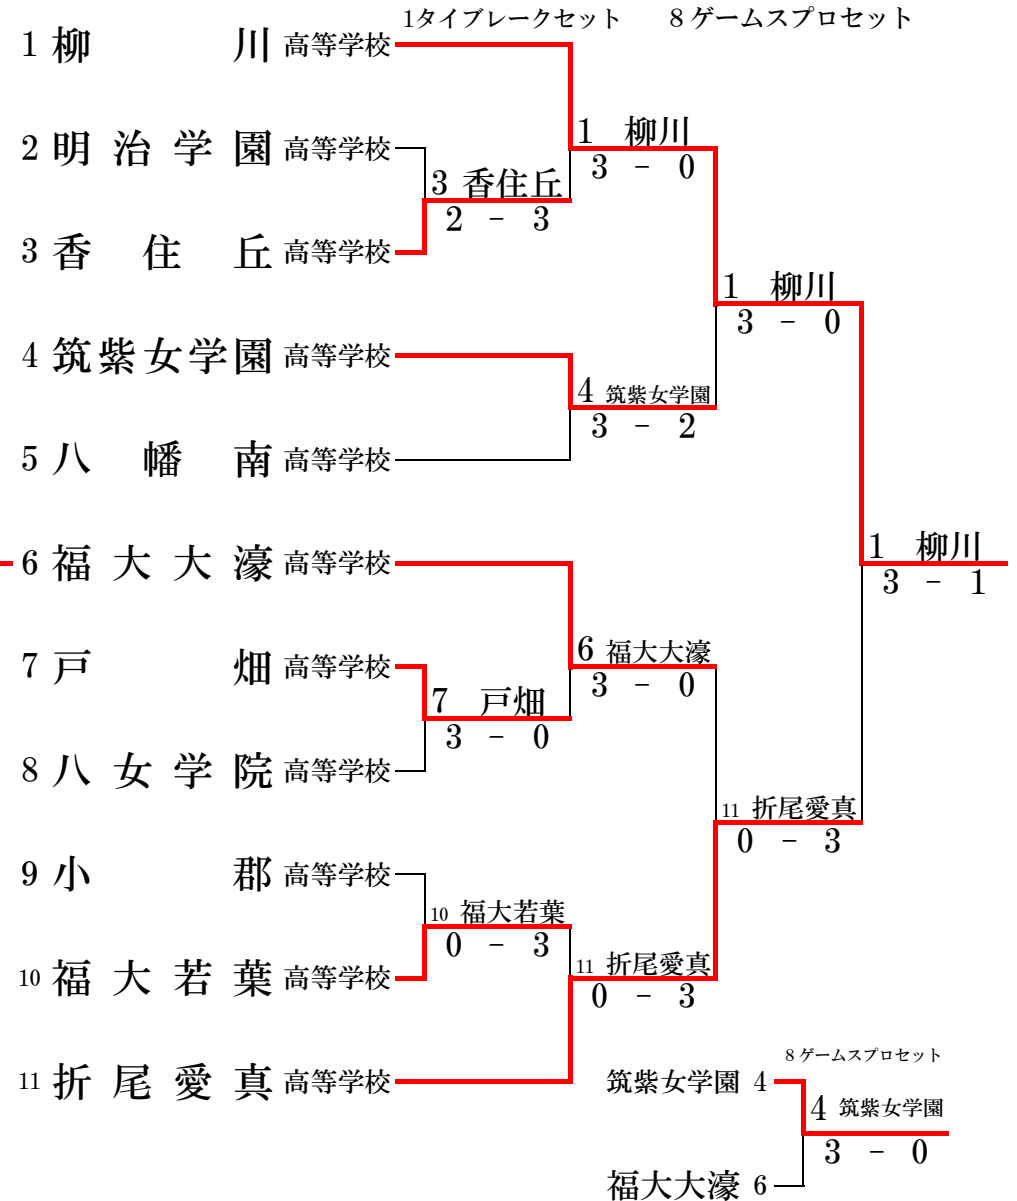 1タイブレークセット 8ゲームスプロセット
1 柳川 高等学校
1 柳川
3 - 0
2 明治学園 高等学校
3 香住丘
2 - 3
3 香住丘 高等学校
1 柳川
3 - 0
4 筑紫女学園 高等学校
4 筑紫女学園
3 - 2
5 八幡南 高等学校
1 柳川
3 - 1
6 福大大濠 高等学校
6 福大大濠
3 - 0
7 戸畑 高等学校
7 戸畑
3 - 0
8 八女学院 高等学校
11 折尾愛真
0 - 3
9 小郡 高等学校
10 福大若葉
0 - 3
10 福大若葉 高等学校
11 折尾愛真
0 - 3
11 折尾愛真 高等学校
8ゲームスプロセット
筑紫女学園 4
4 筑紫女学園
3 - 0
福大大濠 6